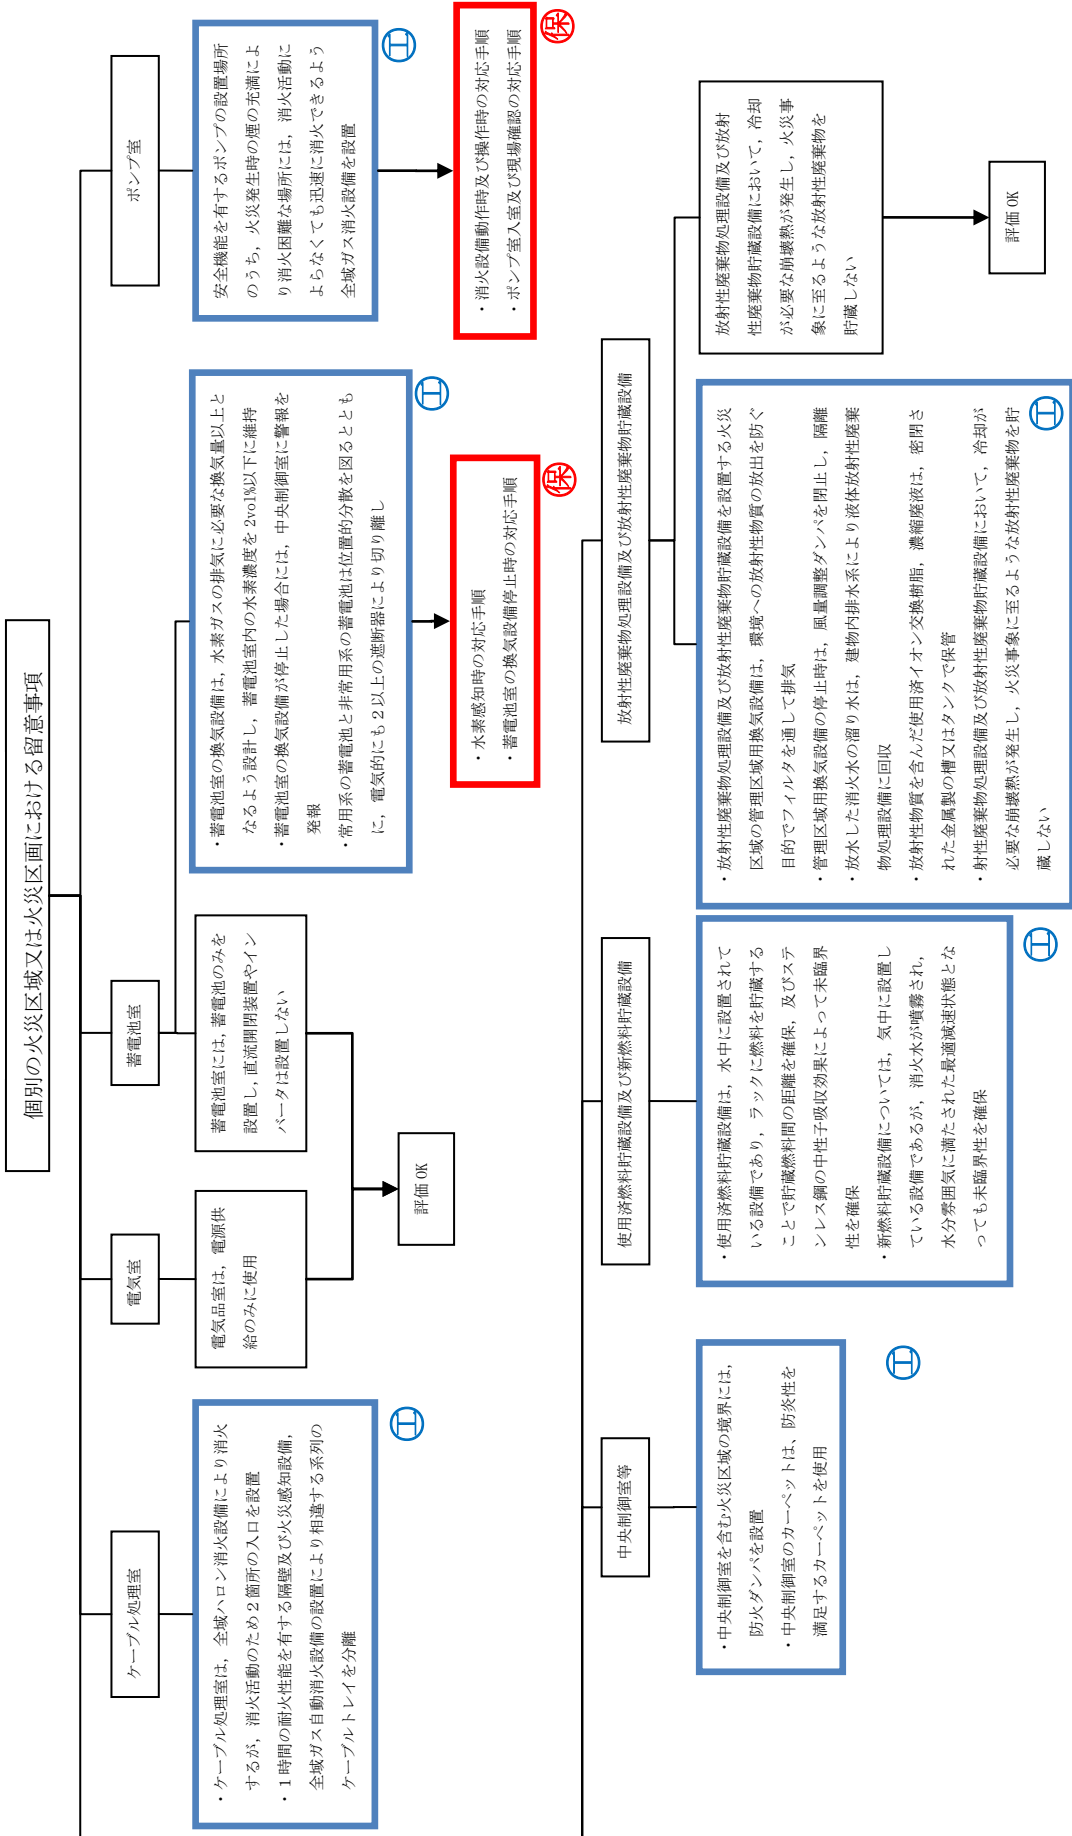 個別の火災区域又は火災区画における留意事項
ケーブル処理室
・ケーブル処理室は，全域ハロン消火設備により消火
するが，消火活動のため２箇所の入口を設置
・１時間の耐火性能を有する隔壁及び火災感知設備，
全域ガス自動消火設備の設置により相違する系列の
ケーブルトレイを分離
工
電気室
電気品室は，電源供
給のみに使用
蓄電池室
蓄電池室には，蓄電池のみを
設置し，直流開閉装置やイン
バータは設置しない
評価 OK
・蓄電池室の換気設備は，水素ガスの排気に必要な換気量以上と
なるよう設計し，蓄電池室内の水素濃度を 2vol%以下に維持
・蓄電池室の換気設備が停止した場合には，中央制御室に警報を
発報
・常用系の蓄電池と非常用系の蓄電池は位置的分散を図るととも
に，電気的にも２以上の遮断器により切り離し
工
・水素感知時の対応手順
・蓄電池室の換気設備停止時の対応手順
保
ポンプ室
安全機能を有するポンプの設置場所
のうち，火災発生時の煙の充満によ
り消火困難な場所には，消火活動に
よらなくても迅速に消火できるよう
全域ガス消火設備を設置
工
・消火設備動作時及び操作時の対応手順
・ポンプ室入室及び現場確認の対応手順
保
中央制御室等
・中央制御室を含む火災区域の境界には，
防火ダンパを設置
・中央制御室のカーペットは、防炎性を
満足するカーペットを使用
工
使用済燃料貯蔵設備及び新燃料貯蔵設備
・使用済燃料貯蔵設備は，水中に設置されて
いる設備であり，ラックに燃料を貯蔵する
ことで貯蔵燃料間の距離を確保，及びステ
ンレス鋼の中性子吸収効果によって未臨界
性を確保
・新燃料貯蔵設備については，気中に設置し
ている設備であるが，消火水が噴霧され，
水分雰囲気に満たされた最適減速状態とな
っても未臨界性を確保
工
放射性廃棄物処理設備及び放射性廃棄物貯蔵設備
・放射性廃棄物処理設備及び放射性廃棄物貯蔵設備を設置する火災
区域の管理区域用換気設備は，環境への放射性物質の放出を防ぐ
目的でフィルタを通して排気
・管理区域用換気設備の停止時は，風量調整ダンパを閉止し，隔離
・放水した消火水の溜り水は，建物内排水系により液体放射性廃棄
物処理設備に回収
・放射性物質を含んだ使用済イオン交換樹脂，濃縮廃液は，密閉さ
れた金属製の槽又はタンクで保管
・射性廃棄物処理設備及び放射性廃棄物貯蔵設備において，冷却が
必要な崩壊熱が発生し，火災事象に至るような放射性廃棄物を貯
蔵しない
工
放射性廃棄物処理設備及び放射
性廃棄物貯蔵設備において，冷却
が必要な崩壊熱が発生し，火災事
象に至るような放射性廃棄物を
貯蔵しない
評価 OK